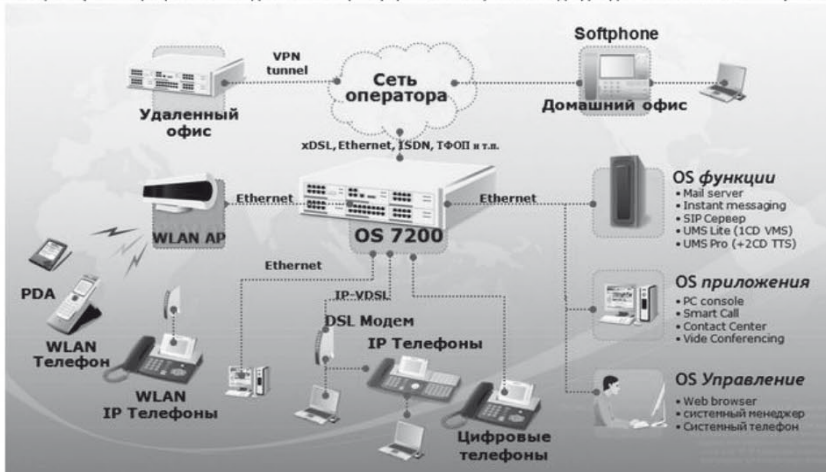 Softphone
VPN
tunnel
Сеть
оператора
Удаленный
офис
Домашний офис
xDSL, Ethernet, ISDN, ТФОП и т.п.
Ethernet
Ethernet
WLAN AP
OS 7200
OS функции
• Mail server
• Instant messaging
• SIP Сервер
• UMS Lite (1CD VMS)
• UMS Pro (+2CD TTS)
Ethernet
PDA
IP-VDSL
DSL Модем
OS приложения
• PC console
• Smart Call
• Contact Center
• Vide Conferencing
WLAN
Телефон
IP Телефоны
WLAN
IP Телефоны
Цифровые
телефоны
OS Управление
• Web browser
• системный менеджер
• Системный телефон